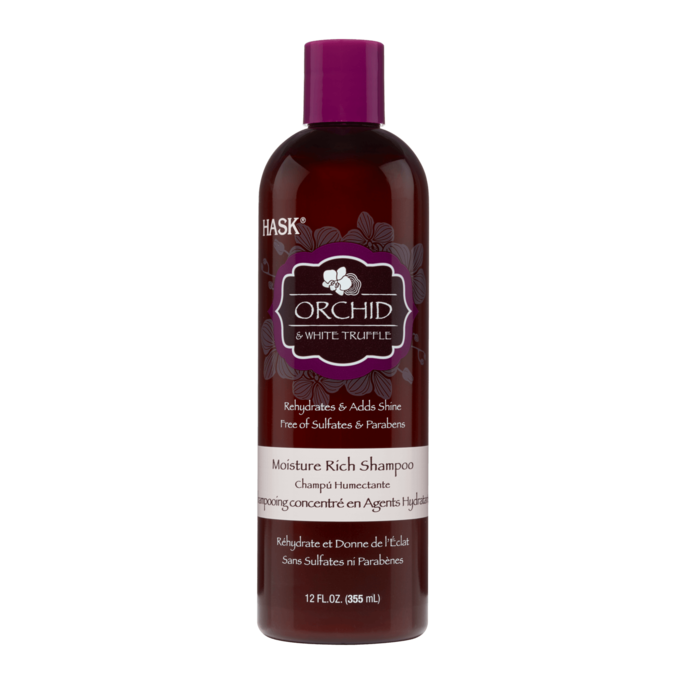 HASK®
ORCHID
& WHITE TRUFFLE
Rehydrates & Adds Shine
Free of Sulfates & Parabens
Moisture Rich Shampoo
Champú Humectante
concentré en Agents
Réhydrate et Donne de l'Éclat
Sans Sulfates ni Parabènes
12 FL.OZ. (355 mL)